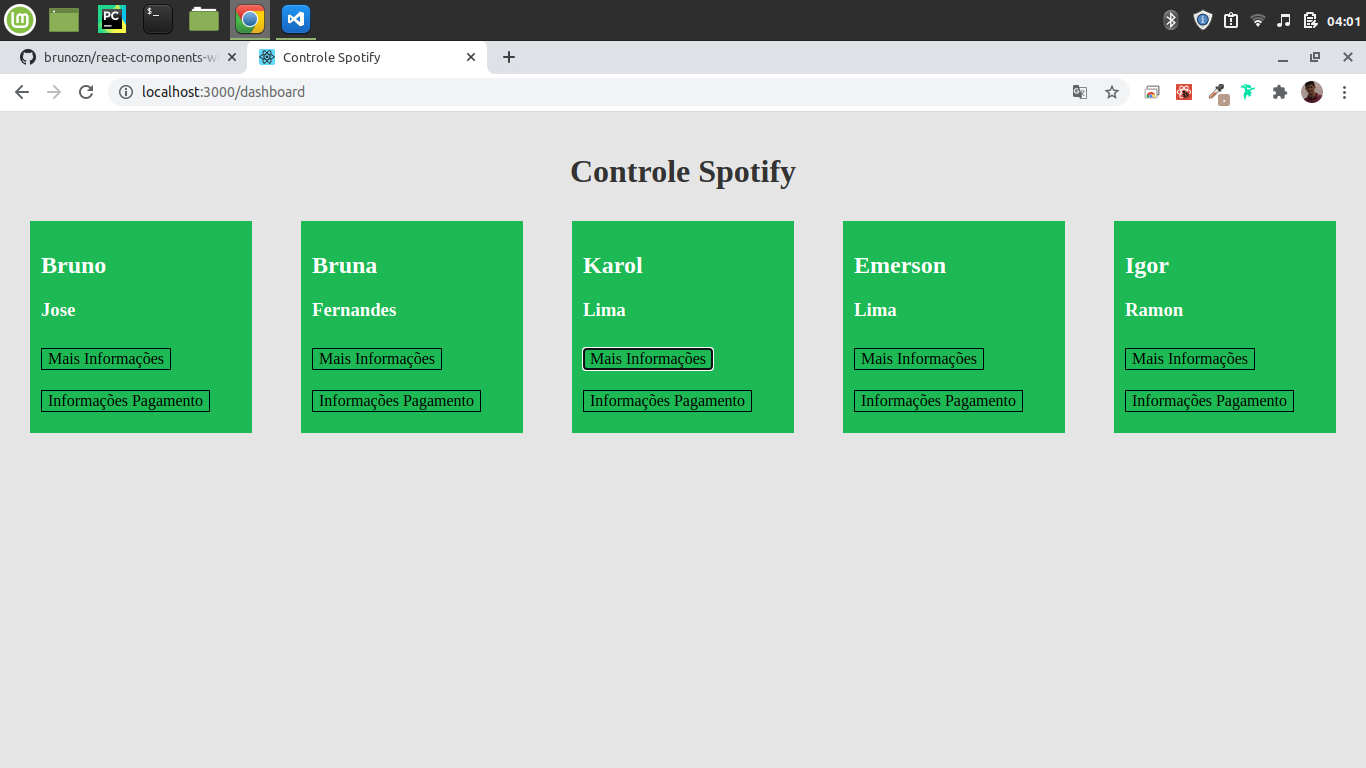 PC
$_
04:01
brunozn/react-components-w
Controle Spotify
localhost:3000/dashboard
Controle Spotify
Bruno
Jose
Mais Informações
Informações Pagamento
Bruna
Fernandes
Mais Informações
Informações Pagamento
Karol
Lima
Mais Informações
Informações Pagamento
Emerson
Lima
Mais Informações
Informações Pagamento
Igor
Ramon
Mais Informações
Informações Pagamento